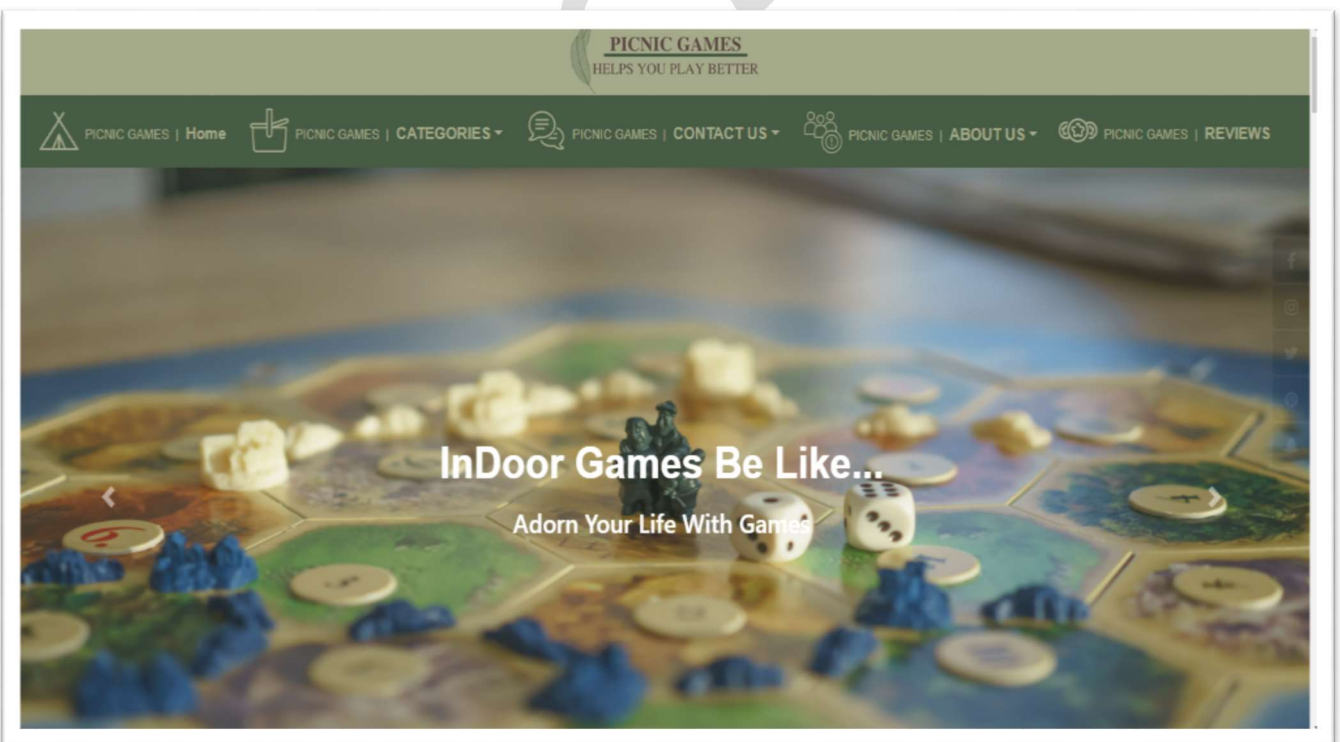 PICNIC GAMES
HELPS YOU PLAY BETTER
PICNIC GAMES | Home PICNIC GAMES | CATEGORIES PICNIC GAMES | CONTACT US PICNIC GAMES | ABOUT US PICNIC GAMES | REVIEWS
InDoor Games Be Like...
Adorn Your Life With Games